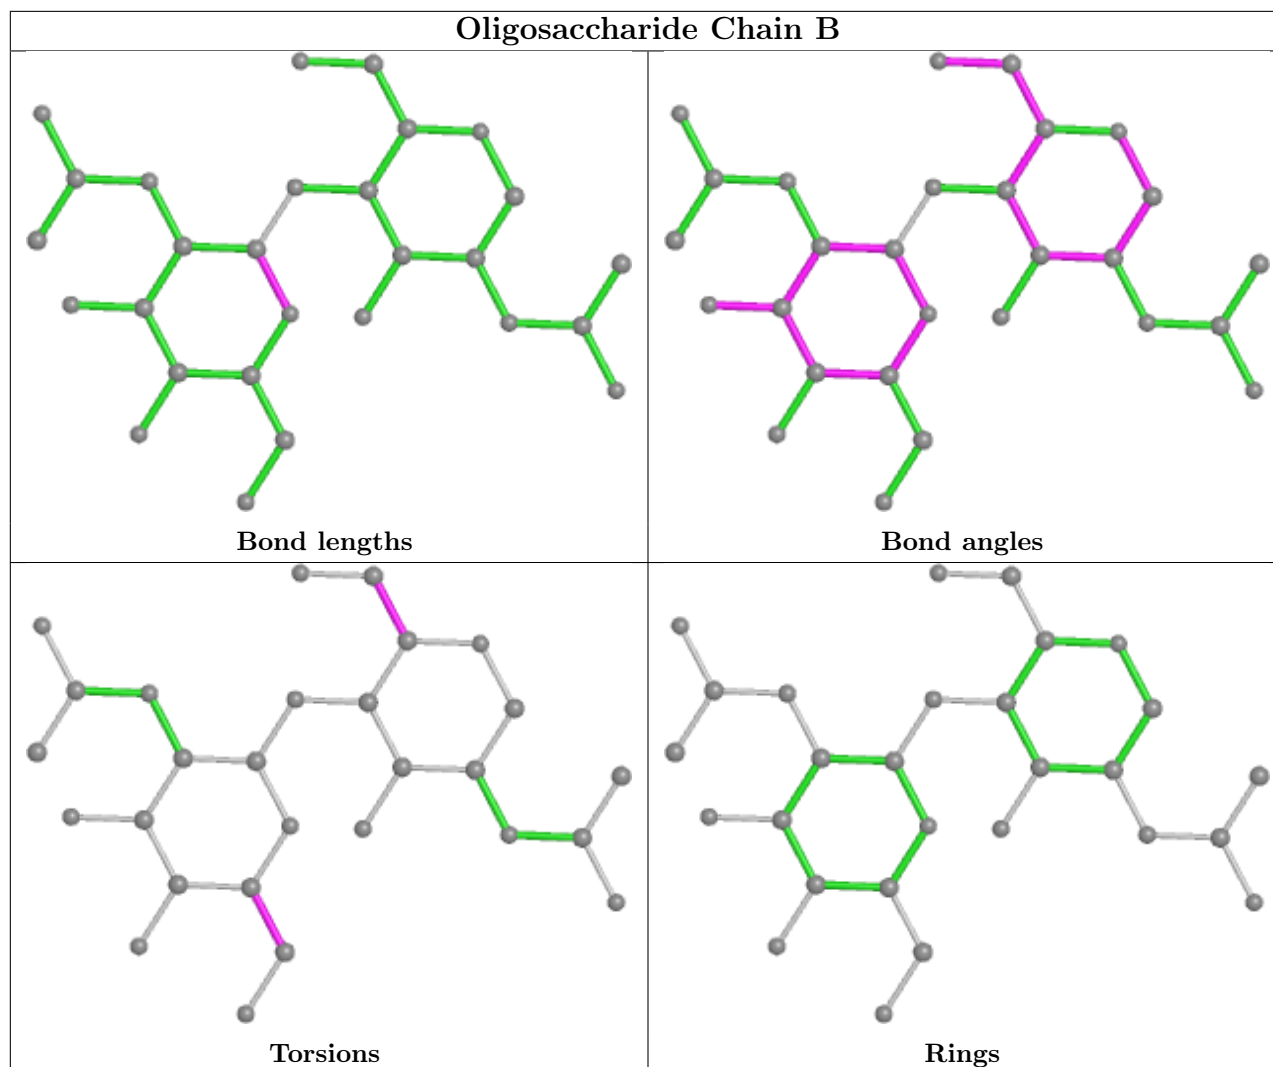 Oligosaccharide Chain B
Bond lengths
Bond angles
Torsions
Rings